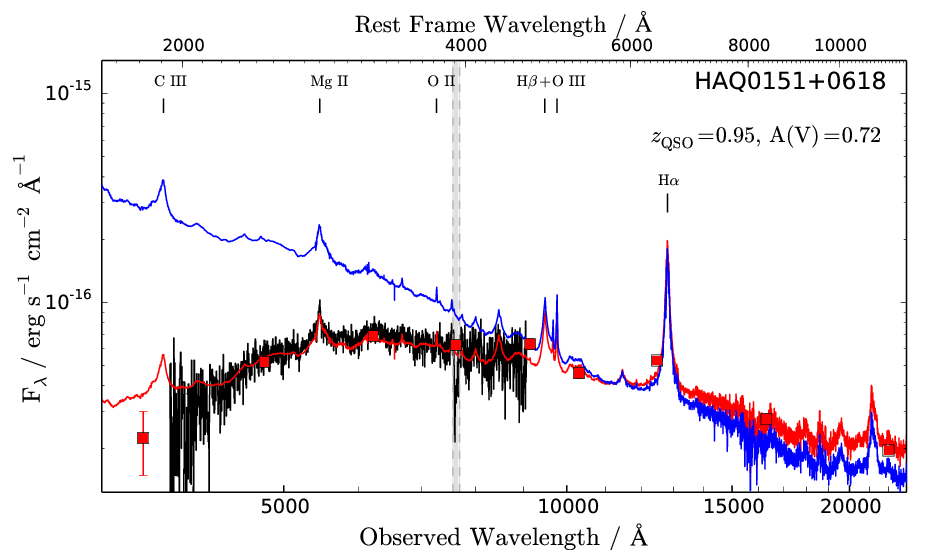 Rest Frame Wavelength / Å
2000 4000 6000 8000 10000
C III Mg II O II Hβ+O III HAQ0151+0618
z_QSO=0.95, A(V)=0.72
Hα
10^-15
10^-16
F_λ / erg s^-1 cm^-2 Å^-1
5000 10000 15000 20000
Observed Wavelength / Å